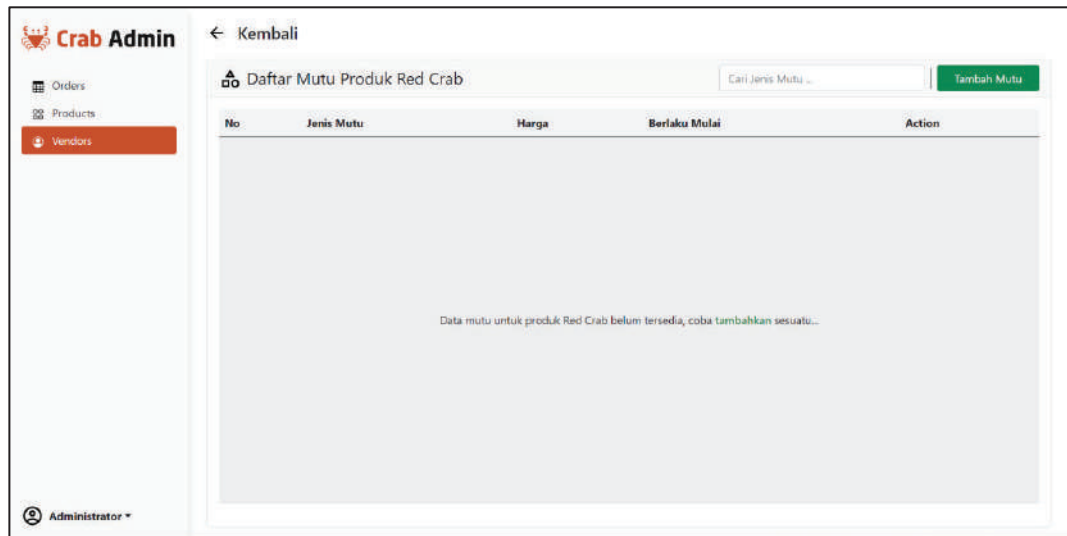 Crab Admin
← Kembali
Orders
Products
Vendors
Daftar Mutu Produk Red Crab
Cari Jenis Mutu ...
Tambah Mutu
No Jenis Mutu Harga Berlaku Mulai Action
Data mutu untuk produk Red Crab belum tersedia, coba tambahkan sesuatu...
Administrator